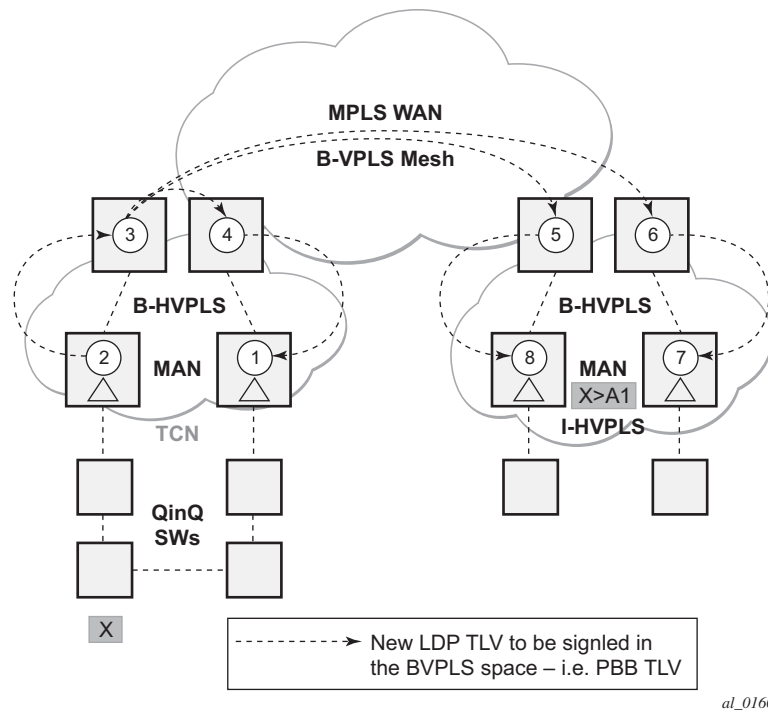 MPLS WAN
B-VPLS Mesh
3
4
5
6
B-HVPLS
B-HVPLS
2
MAN
1
8
MAN
7
X>A1
TCN
I-HVPLS
QinQ
SWs
X
New LDP TLV to be signled in
the BVPLS space – i.e. PBB TLV